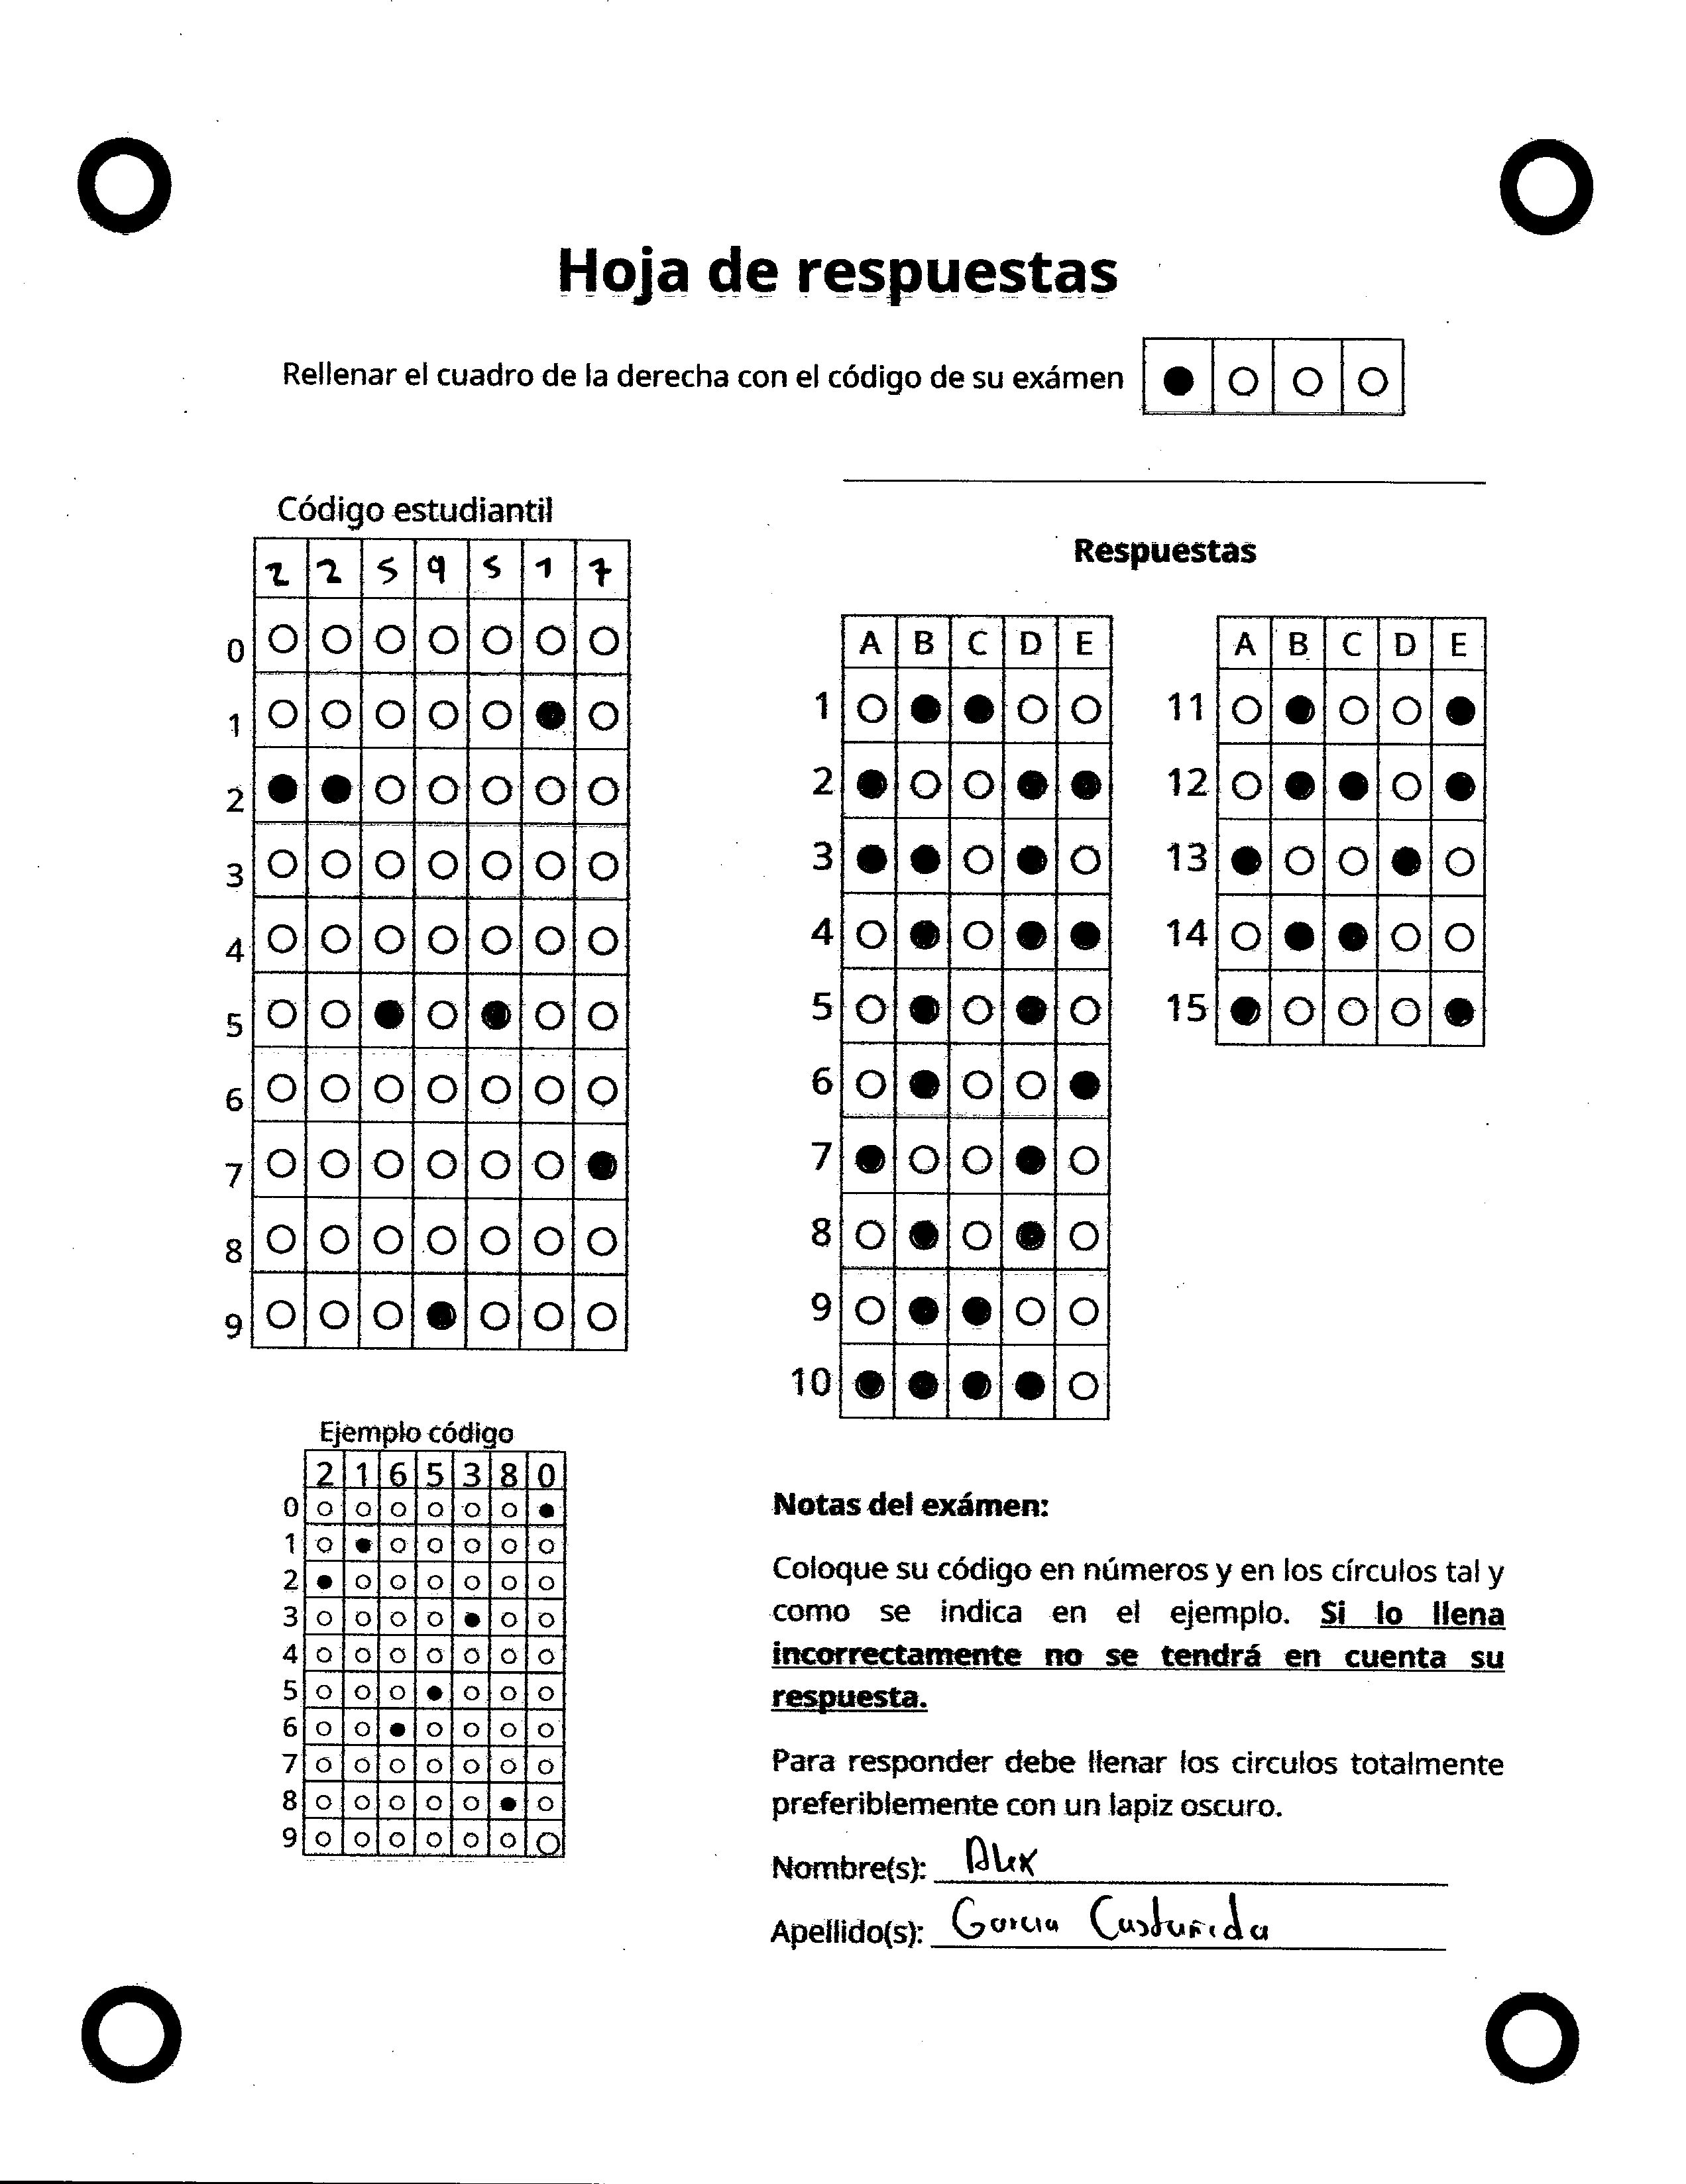 Hoja de respuestas
Rellenar el cuadro de la derecha con el código de su exámen
Código estudiantil
2 2 5 9 5 1 7
0
1
2
3
4
5
6
7
8
9
Ejemplo código
2 1 6 5 3 8 0
0
1
2
3
4
5
6
7
8
9
Respuestas
A B C D E
1
2
3
4
5
6
7
8
9
10
A B C D E
11
12
13
14
15
Notas del exámen:
Coloque su código en números y en los círculos tal y
como se indica en el ejemplo. Si lo llena
incorrectamente no se tendrá en cuenta su
respuesta.
Para responder debe llenar los circulos totalmente
preferiblemente con un lapiz oscuro.
Nombre(s): Alex
Apellido(s): Garcia Castañeda